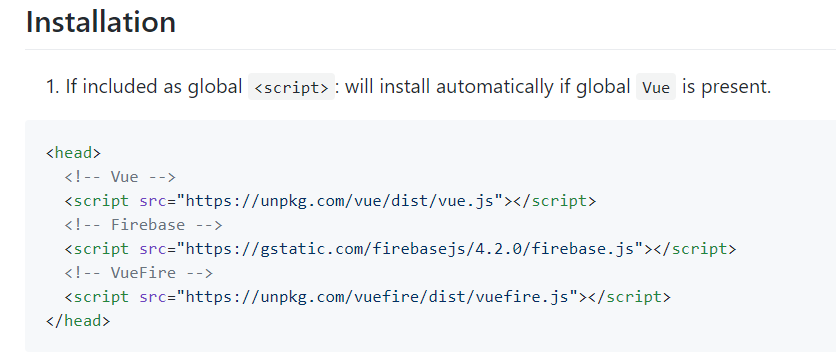 Installation
1. If included as global <script>: will install automatically if global Vue is present.
<head>
<!-- Vue -->
<script src="https://unpkg.com/vue/dist/vue.js"></script>
<!-- Firebase -->
<script src="https://gstatic.com/firebasejs/4.2.0/firebase.js"></script>
<!-- VueFire -->
<script src="https://unpkg.com/vuefire/dist/vuefire.js"></script>
</head>